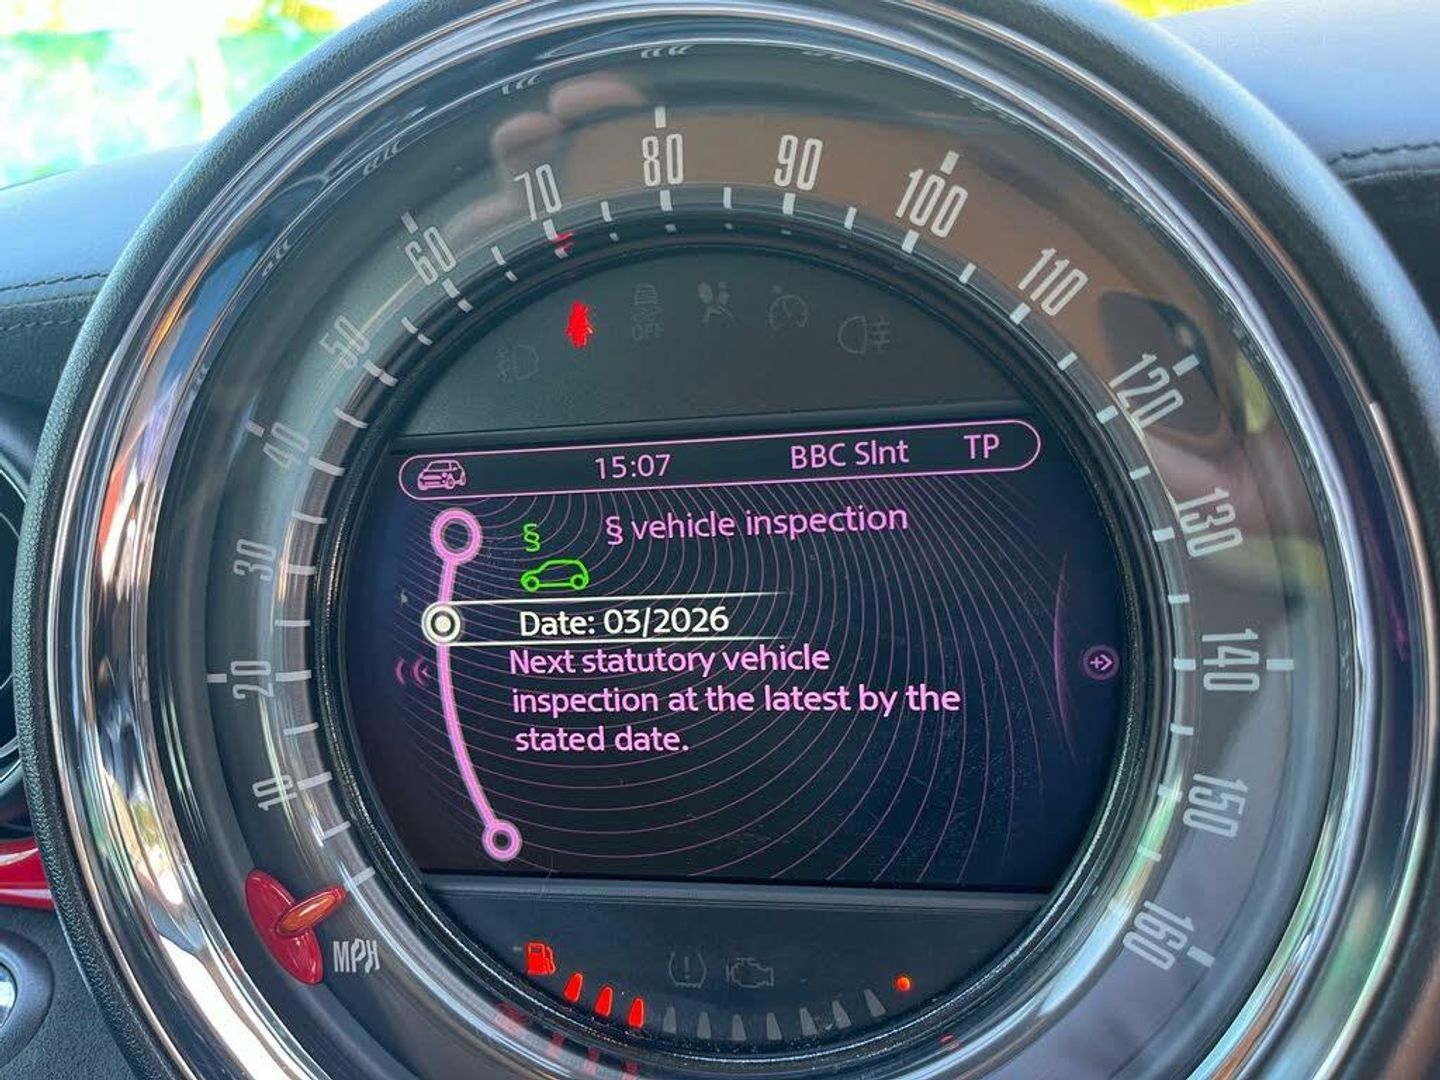 80
90
70
100
60
110
50
120
OFF
40
15:07 BBC Slnt TP
130
§ § vehicle inspection
30
Date: 03/2026
Next statutory vehicle
inspection at the latest by the
stated date.
20
140
10
150
160
MPH